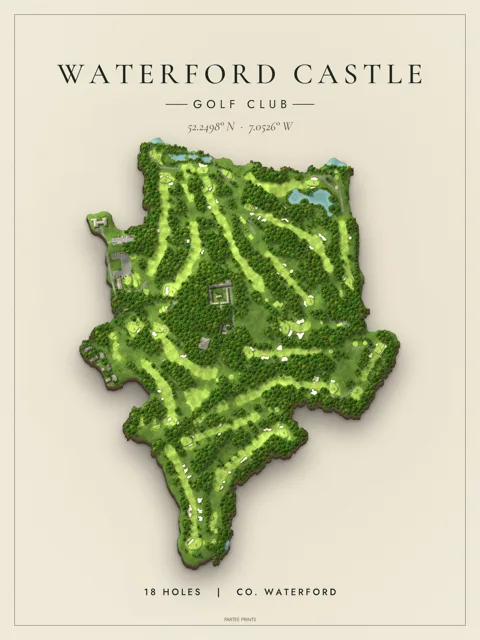 WATERFORD CASTLE
GOLF CLUB
52.2498° N · 7.0526° W
18 HOLES | CO. WATERFORD
PARTEE PRINTS